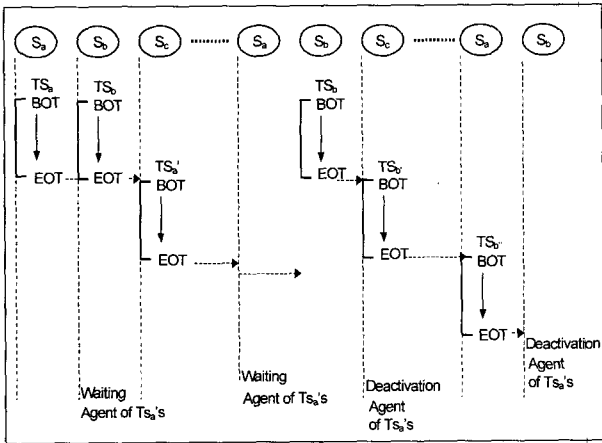 Sa Sb Sc ········ Sa Sb Sc ········ Sa Sb
TSa TSb TSb
BOT BOT BOT
EOT EOT TSa' EOT TSb'
BOT BOT
EOT EOT TSb''
BOT
EOT
Waiting
Agent of Tsa's
Waiting
Agent of Tsa's
Deactivation
Agent
of Tsa's
Deactivation
Agent
of Tsa's